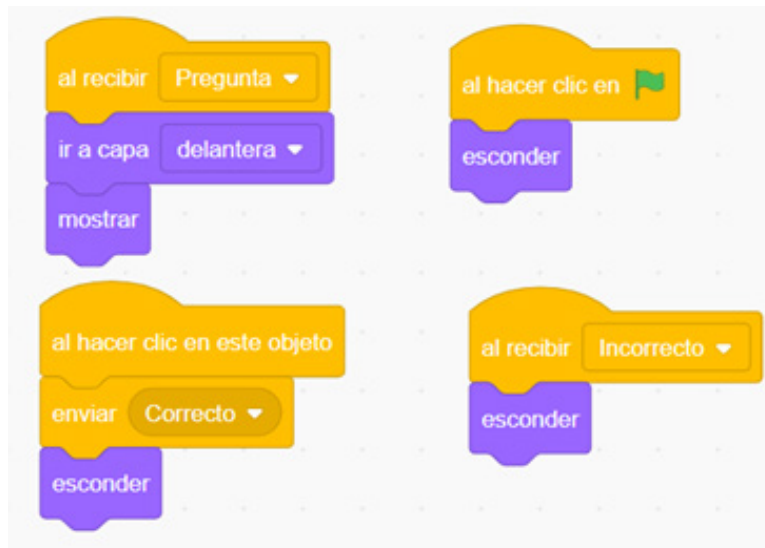 al recibir Pregunta
ir a capa delantera
mostrar
al hacer clic en
esconder
al hacer clic en este objeto
enviar Correcto
esconder
al recibir Incorrecto
esconder